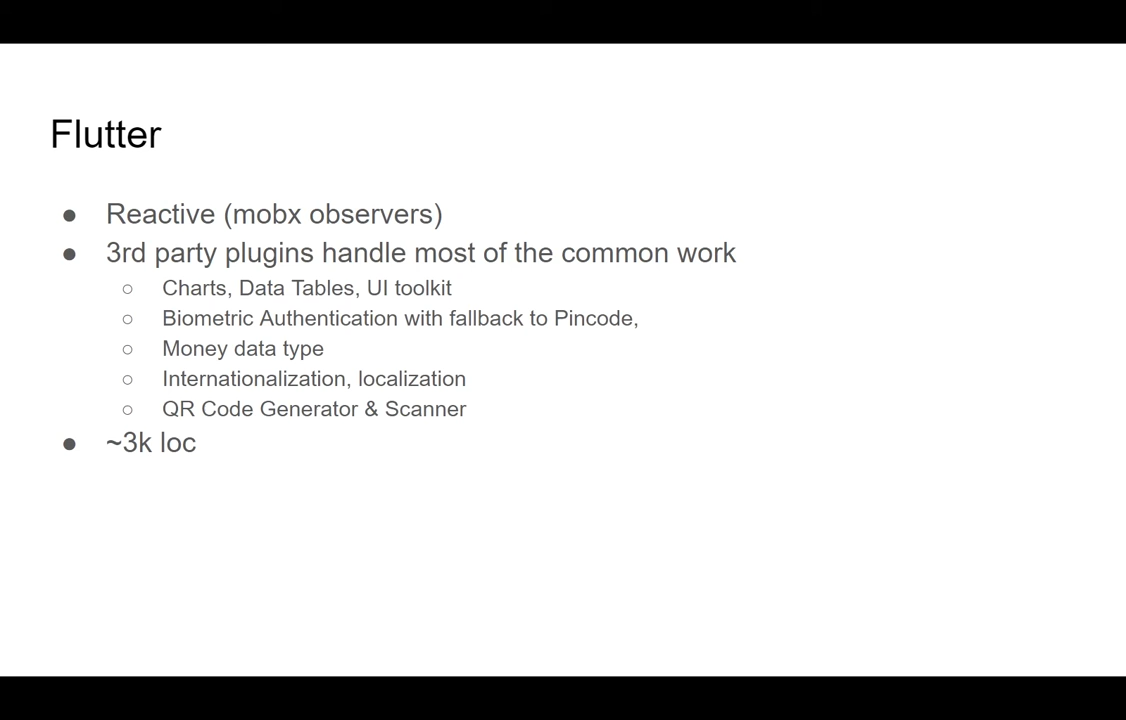 Flutter
● Reactive (mobx observers)
● 3rd party plugins handle most of the common work
○ Charts, Data Tables, UI toolkit
○ Biometric Authentication with fallback to Pincode,
○ Money data type
○ Internationalization, localization
○ QR Code Generator & Scanner
● ~3k loc